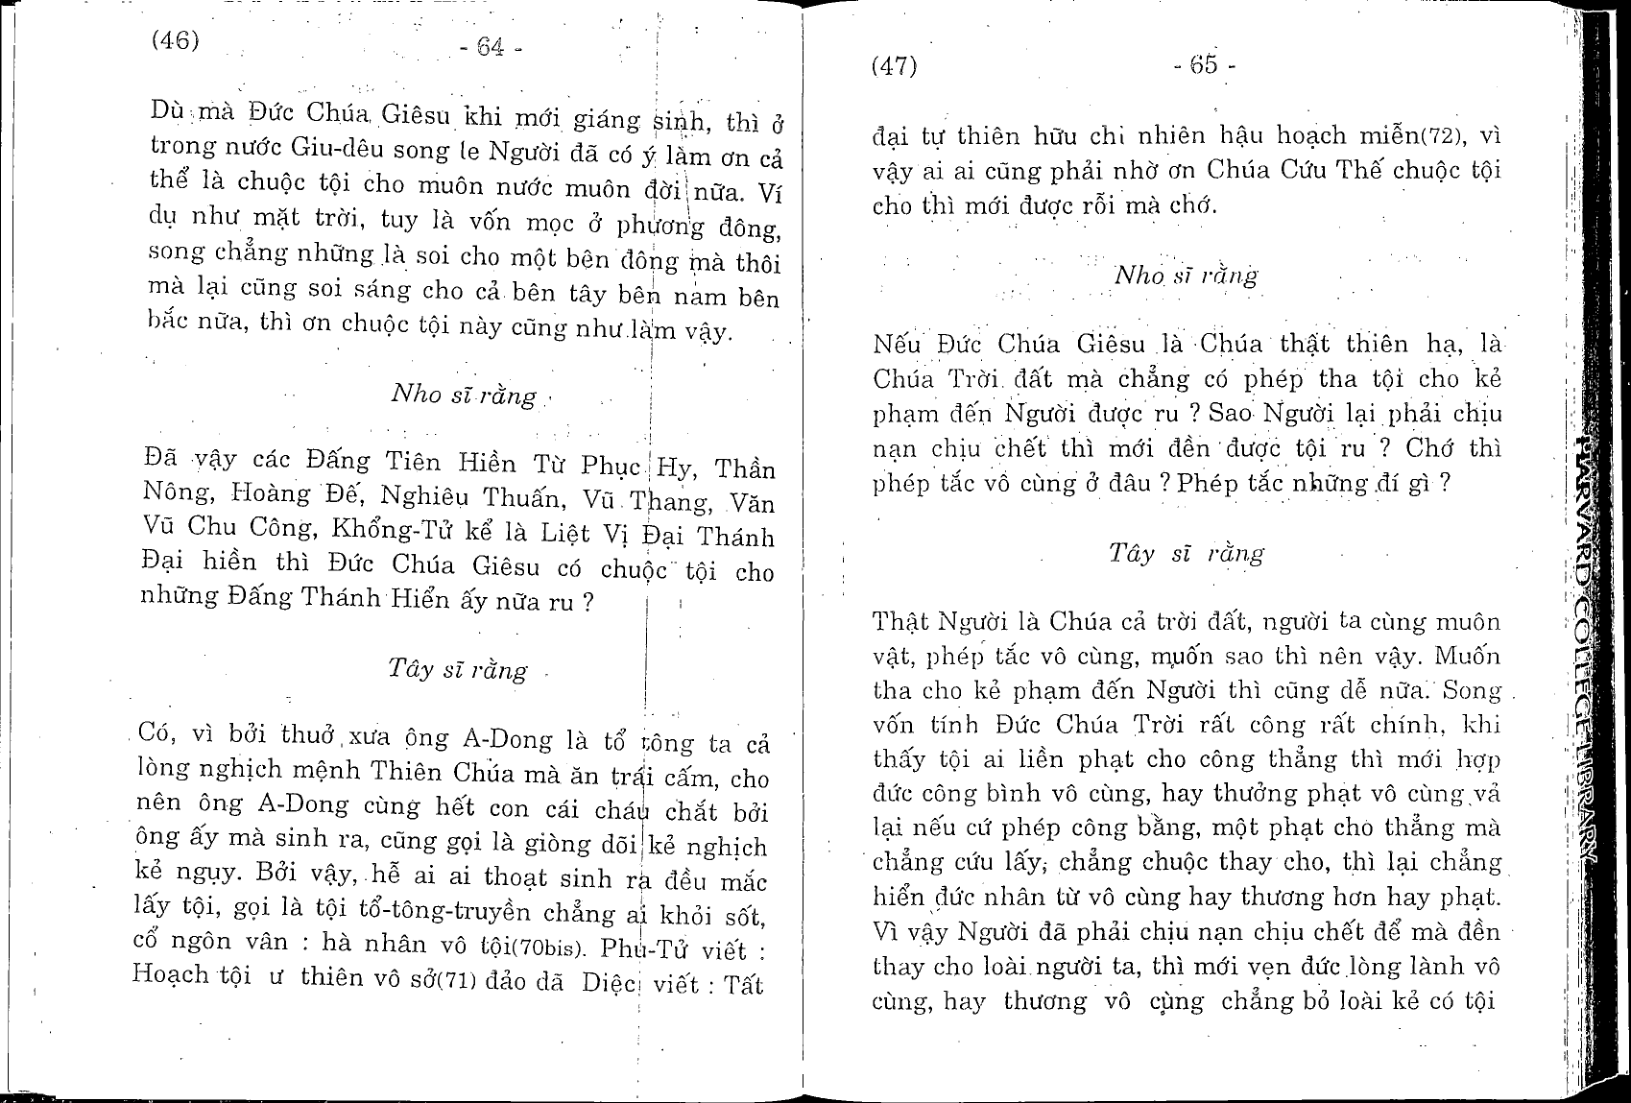 (46)
- 64 -
Dù mà Đức Chúa Giêsu khi mới giáng sinh, thì ở
trong nước Giu-dêu song le Người đã có ý làm ơn cả
thể là chuộc tội cho muôn nước muôn đời nữa. Ví
dụ như mặt trời, tuy là vốn mọc ở phương đông,
song chẳng những là soi cho một bên đông mà thôi
mà lại cũng soi sáng cho cả bên tây bên nam bên
bắc nữa, thì ơn chuộc tội này cũng như làm vậy.
Nho sĩ rằng
Đã vậy các Đấng Tiên Hiền Từ Phục Hy, Thần
Nông, Hoàng Đế, Nghiêu Thuấn, Vũ Thang, Văn
Vũ Chu Công, Khổng-Tử kể là Liệt Vị Đại Thánh
Đại hiền thì Đức Chúa Giêsu có chuộc tội cho
những Đấng Thánh Hiển ấy nữa ru ?
Tây sĩ rằng
Có, vì bởi thuở xưa ông A-Dong là tổ tông ta cả
lòng nghịch mệnh Thiên Chúa mà ăn trái cấm, cho
nên ông A-Dong cùng hết con cái cháu chắt bởi
ông ấy mà sinh ra, cũng gọi là giòng dõi kẻ nghịch
kẻ ngụy. Bởi vậy, hễ ai ai thoạt sinh ra đều mắc
lấy tội, gọi là tội tổ-tông-truyền chẳng ai khỏi sốt,
cổ ngôn vân : hà nhân vô tội(70bis). Phu-Tử viết :
Hoạch tội ư thiên vô sở(71) đảo dã Diệc viết : Tất
(47)
- 65 -
đại tự thiên hữu chi nhiên hậu hoạch miễn(72), vì
vậy ai ai cũng phải nhờ ơn Chúa Cứu Thế chuộc tội
cho thì mới được rỗi mà chớ.
Nho sĩ rằng
Nếu Đức Chúa Giêsu là Chúa thật thiên hạ, là
Chúa Trời đất mà chẳng có phép tha tội cho kẻ
phạm đến Người được ru ? Sao Người lại phải chịu
nạn chịu chết thì mới đền được tội ru ? Chớ thì
phép tắc vô cùng ở đâu ? Phép tắc những đí gì ?
Tây sĩ rằng
Thật Người là Chúa cả trời đất, người ta cùng muôn
vật, phép tắc vô cùng, muốn sao thì nên vậy. Muốn
tha cho kẻ phạm đến Người thì cũng dễ nữa. Song
vốn tính Đức Chúa Trời rất công rất chính, khi
thấy tội ai liền phạt cho công thẳng thì mới hợp
đức công bình vô cùng, hay thưởng phạt vô cùng vả
lại nếu cứ phép công bằng, một phạt cho thẳng mà
chẳng cứu lấy, chẳng chuộc thay cho, thì lại chẳng
hiển đức nhân từ vô cùng hay thương hơn hay phạt.
Vì vậy Người đã phải chịu nạn chịu chết để mà đền
thay cho loài người ta, thì mới vẹn đức lòng lành vô
cùng, hay thương vô cùng chẳng bỏ loài kẻ có tội
HARVARD COLLEGE LIBRARY